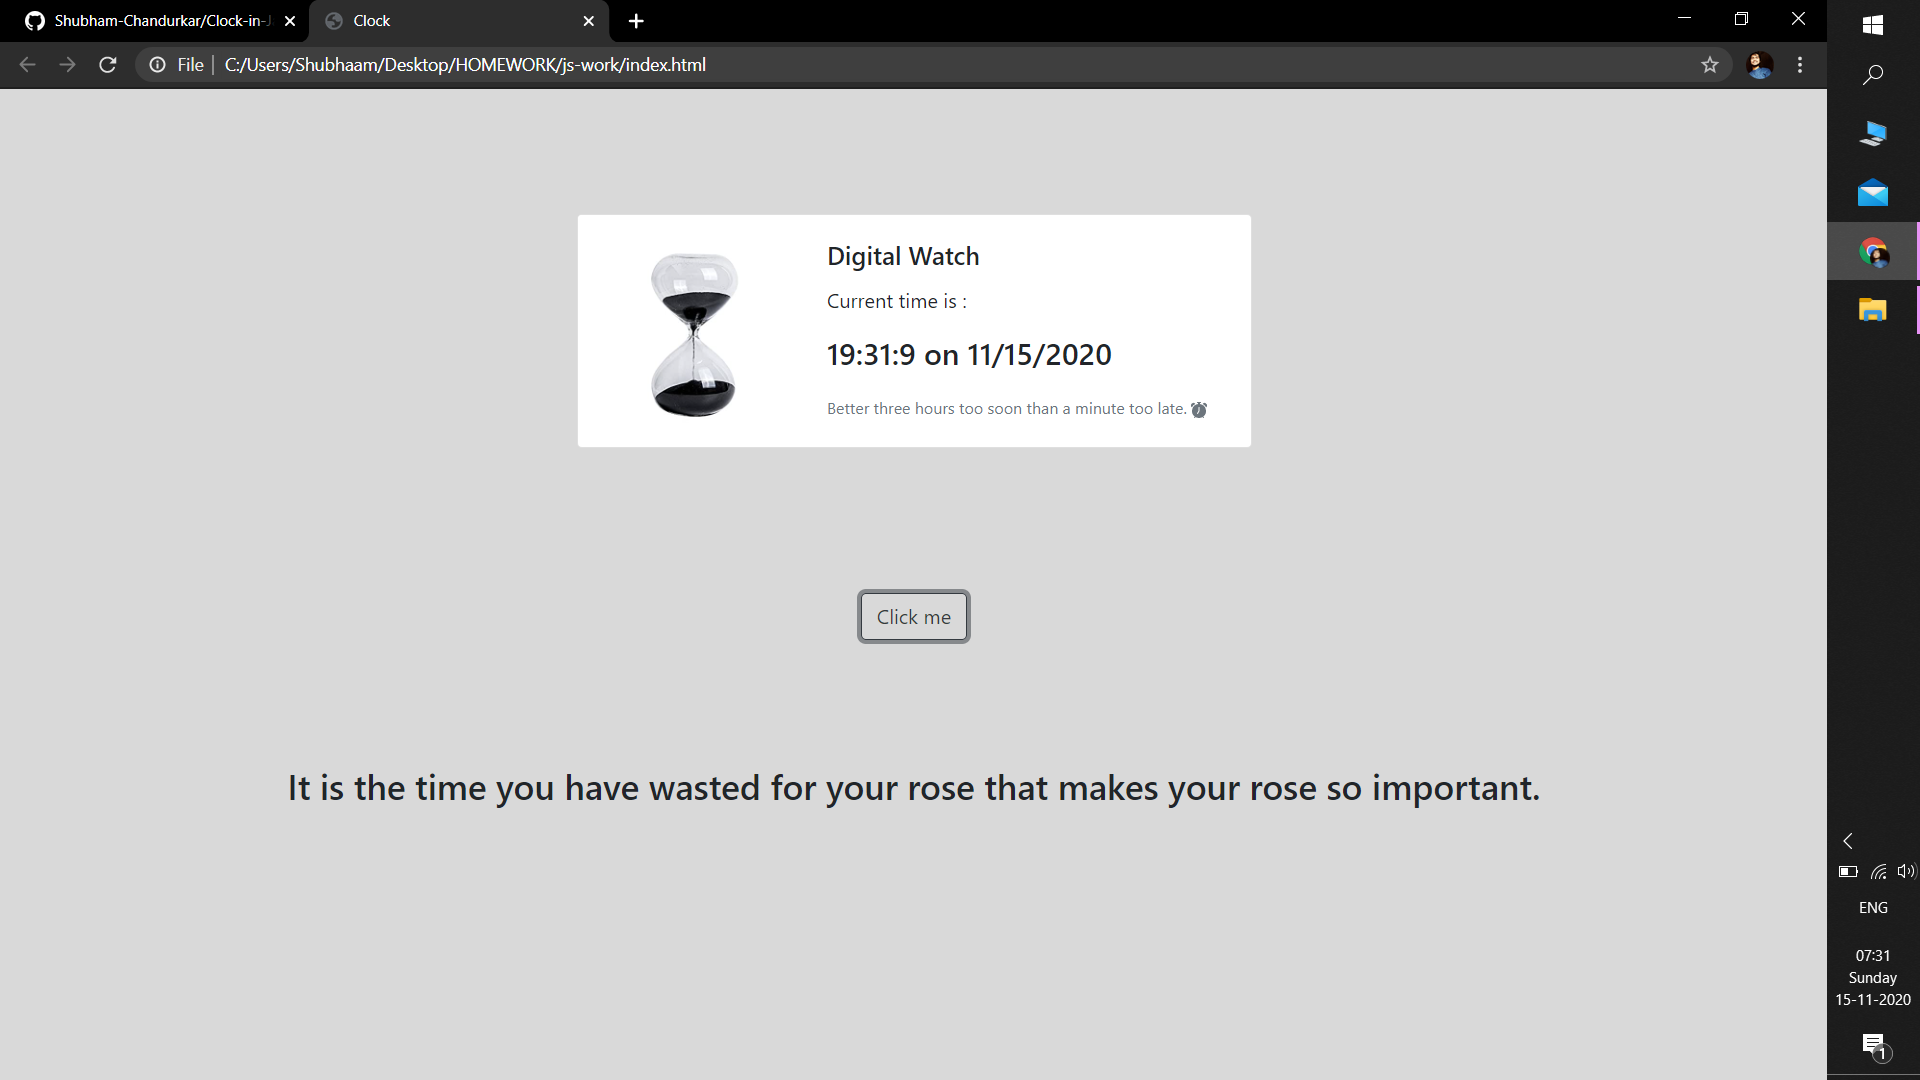 Shubham-Chandurkar/Clock-in-J
Clock
File
C:/Users/Shubhaam/Desktop/HOMEWORK/js-work/index.html
Digital Watch
Current time is :
19:31:9 on 11/15/2020
Better three hours too soon than a minute too late.
Click me
It is the time you have wasted for your rose that makes your rose so important.
ENG
07:31
Sunday
15-11-2020
1